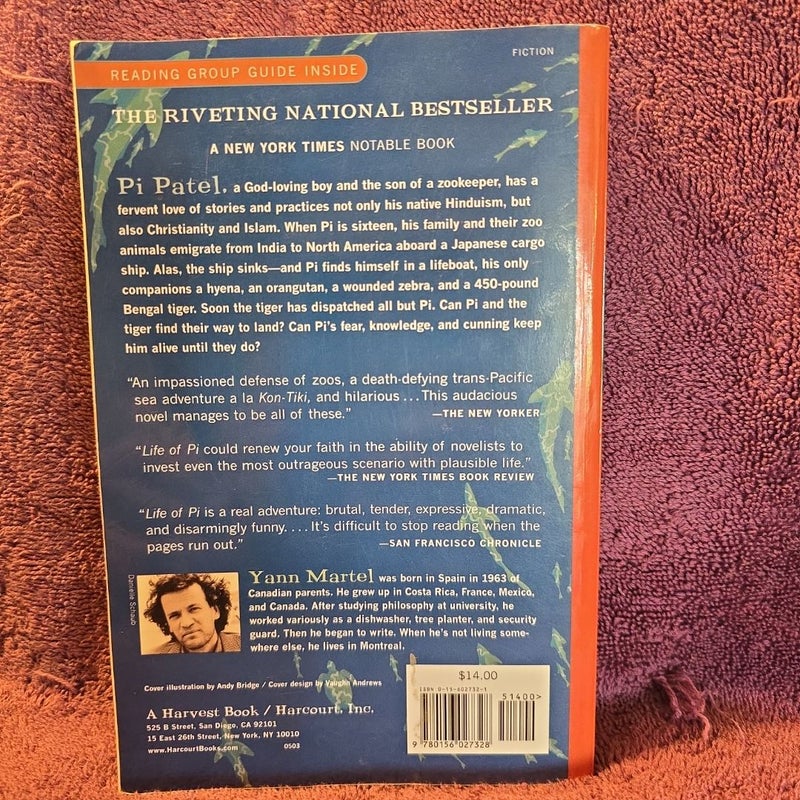 FICTION
READING GROUP GUIDE INSIDE
THE RIVETING NATIONAL BESTSELLER
A NEW YORK TIMES NOTABLE BOOK
Pi Patel, a God-loving boy and the son of a zookeeper, has a
fervent love of stories and practices not only his native Hinduism, but
also Christianity and Islam. When Pi is sixteen, his family and their zoo
animals emigrate from India to North America aboard a Japanese cargo
ship. Alas, the ship sinks—and Pi finds himself in a lifeboat, his only
companions a hyena, an orangutan, a wounded zebra, and a 450-pound
Bengal tiger. Soon the tiger has dispatched all but Pi. Can Pi and the
tiger find their way to land? Can Pi's fear, knowledge, and cunning keep
him alive until they do?
“An impassioned defense of zoos, a death-defying trans-Pacific
sea adventure a la Kon-Tiki, and hilarious . . . This audacious
novel manages to be all of these.”
—THE NEW YORKER
“Life of Pi could renew your faith in the ability of novelists to
invest even the most outrageous scenario with plausible life.”
—THE NEW YORK TIMES BOOK REVIEW
“Life of Pi is a real adventure: brutal, tender, expressive, dramatic,
and disarmingly funny. . . . It's difficult to stop reading when the
pages run out.”
—SAN FRANCISCO CHRONICLE
Danielle Schaub
Yann Martel was born in Spain in 1963 of
Canadian parents. He grew up in Costa Rica, France, Mexico,
and Canada. After studying philosophy at university, he
worked variously as a dishwasher, tree planter, and security
guard. Then he began to write. When he's not living some-
where else, he lives in Montreal.
Cover illustration by Andy Bridge / Cover design by Vaughn Andrews
A Harvest Book / Harcourt, Inc.
525 B Street, San Diego, CA 92101
15 East 26th Street, New York, NY 10010
www.HarcourtBooks.com
0503
$14.00
ISBN 0-15-602732-1
51400>
9 780156 027328